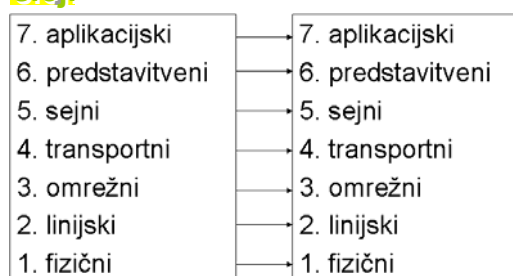 7. aplikacijski 7. aplikacijski
6. predstavitveni 6. predstavitveni
5. sejni 5. sejni
4. transportni 4. transportni
3. omrežni 3. omrežni
2. linijski 2. linijski
1. fizični 1. fizični